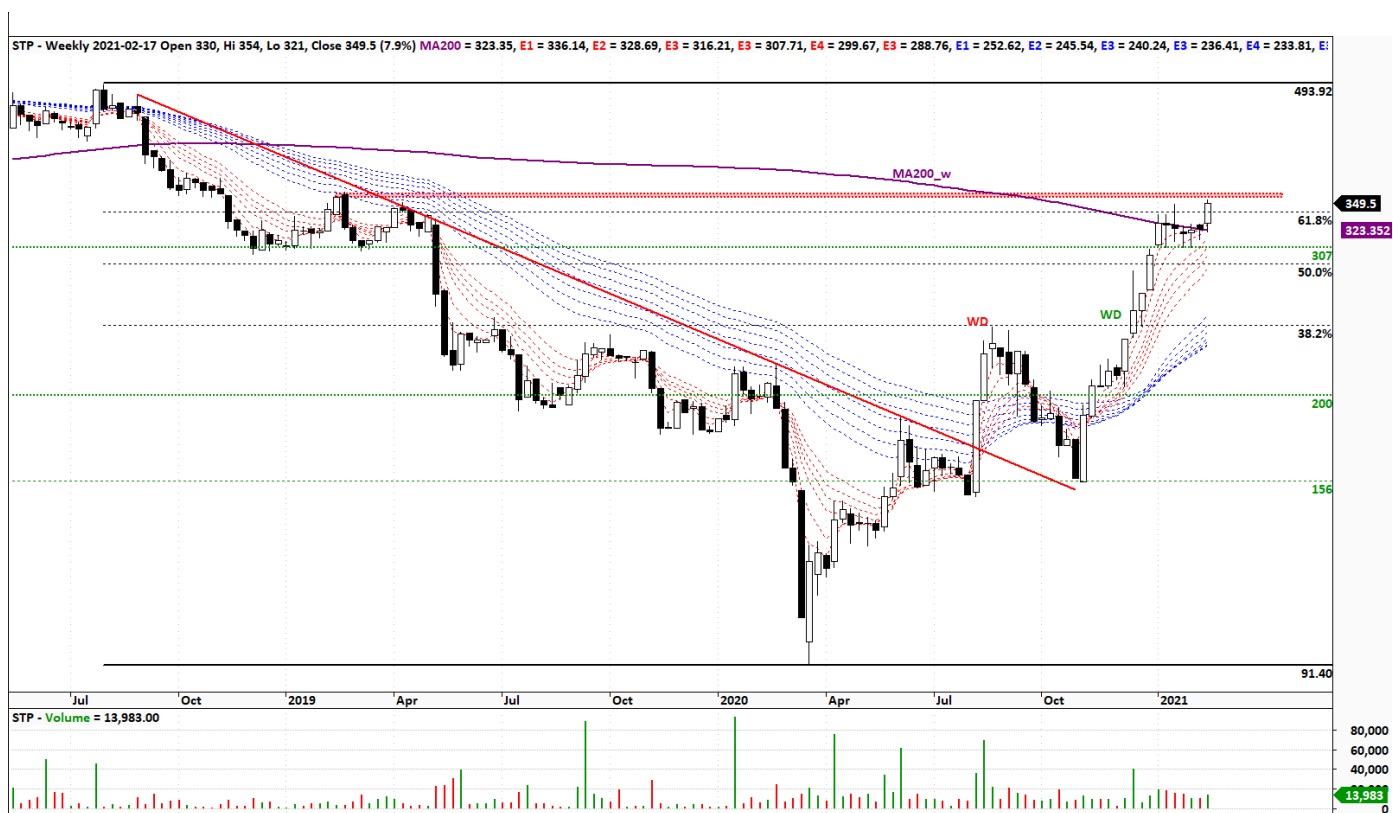 STP - Weekly 2021-02-17 Open 330, Hi 354, Lo 321, Close 349.5 (7.9%) MA200 = 323.35, E1 = 336.14, E2 = 328.69, E3 = 316.21, E3 = 307.71, E4 = 299.67, E3 = 288.76, E1 = 252.62, E2 = 245.54, E3 = 240.24, E3 = 236.41, E4 = 233.81,
493.92
MA200_w
349.5
61.8%
323.352
307
50.0%
WD
WD
38.2%
200
156
91.40
Jul Oct 2019 Apr Jul Oct 2020 Apr Jul Oct 2021
STP - Volume = 13,983.00
80,000
60,000
40,000
13,983
0